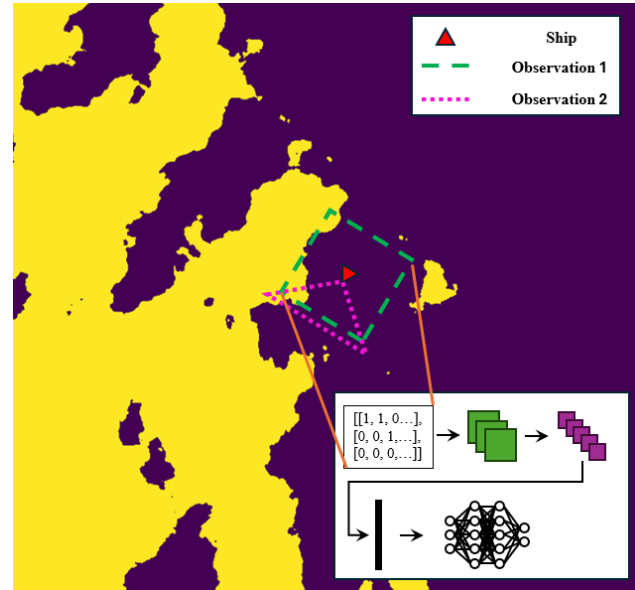 Ship
Observation 1
Observation 2
[[1, 1, 0...],
[0, 0, 1,...],
[0, 0, 0,...]]